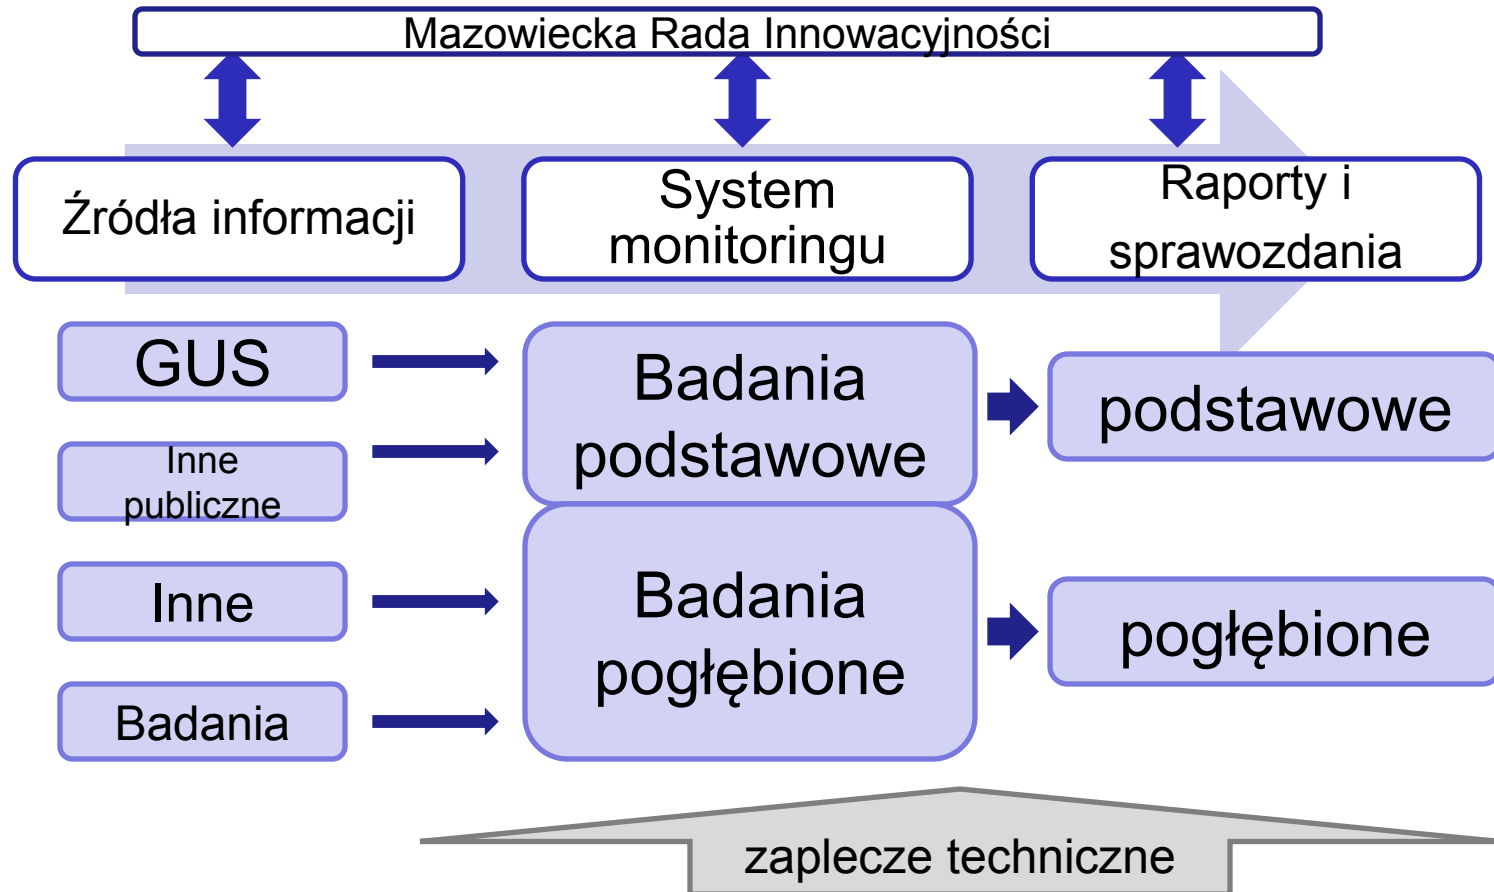 Mazowiecka Rada Innowacyjności
Źródła informacji
System
monitoringu
Raporty i
sprawozdania
GUS
Inne
publiczne
Inne
Badania
Badania
podstawowe
Badania
pogłębione
podstawowe
pogłębione
zaplecze techniczne